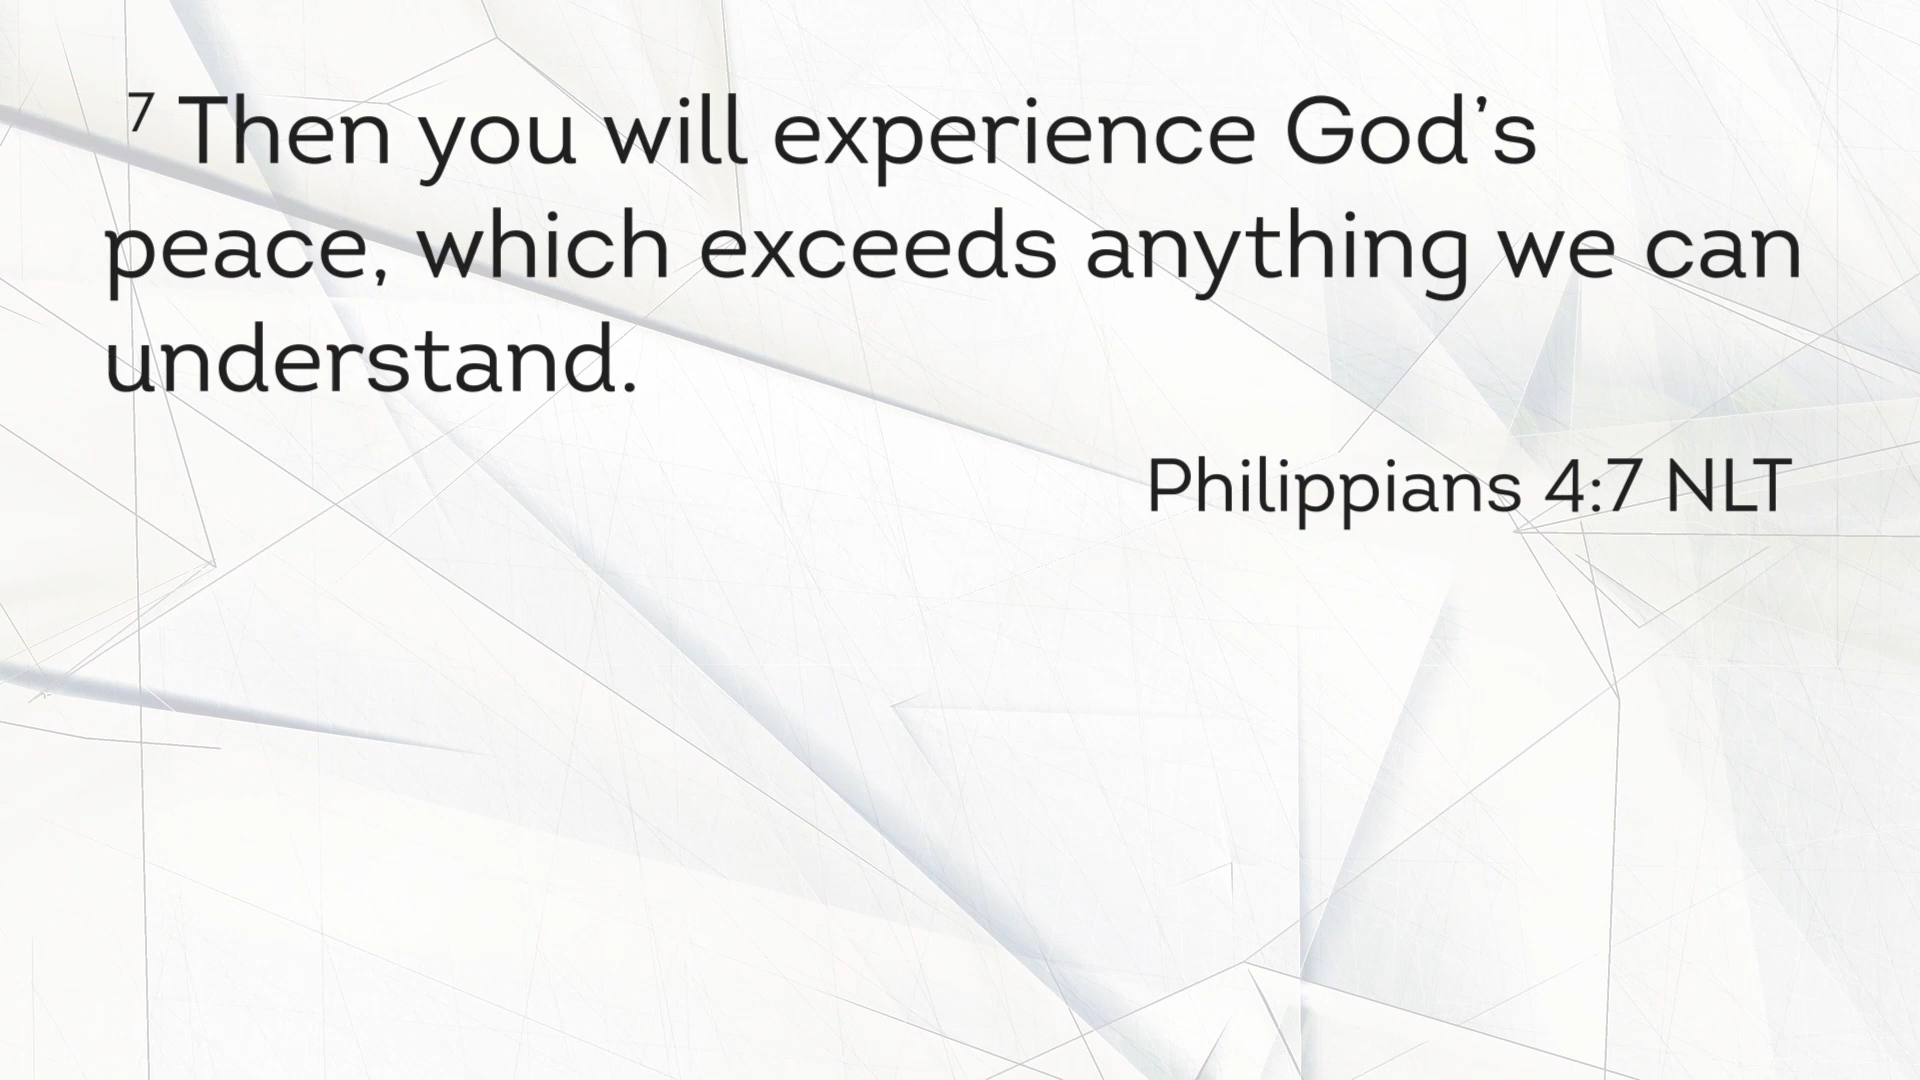 7 Then you will experience God’s
peace, which exceeds anything we can
understand.
Philippians 4:7 NLT